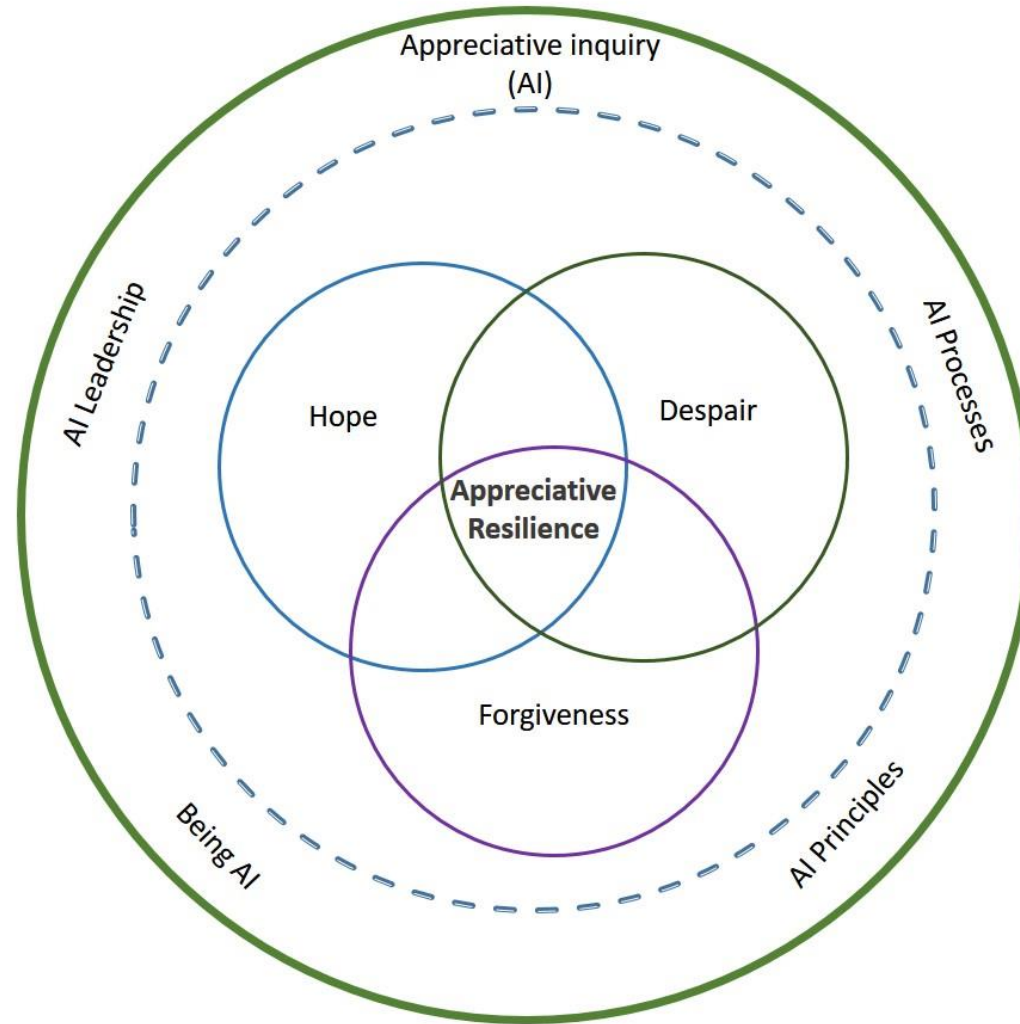 Appreciative inquiry
(AI)
AI Leadership
AI Processes
Hope
Despair
Appreciative
Resilience
Forgiveness
Being AI
AI Principles